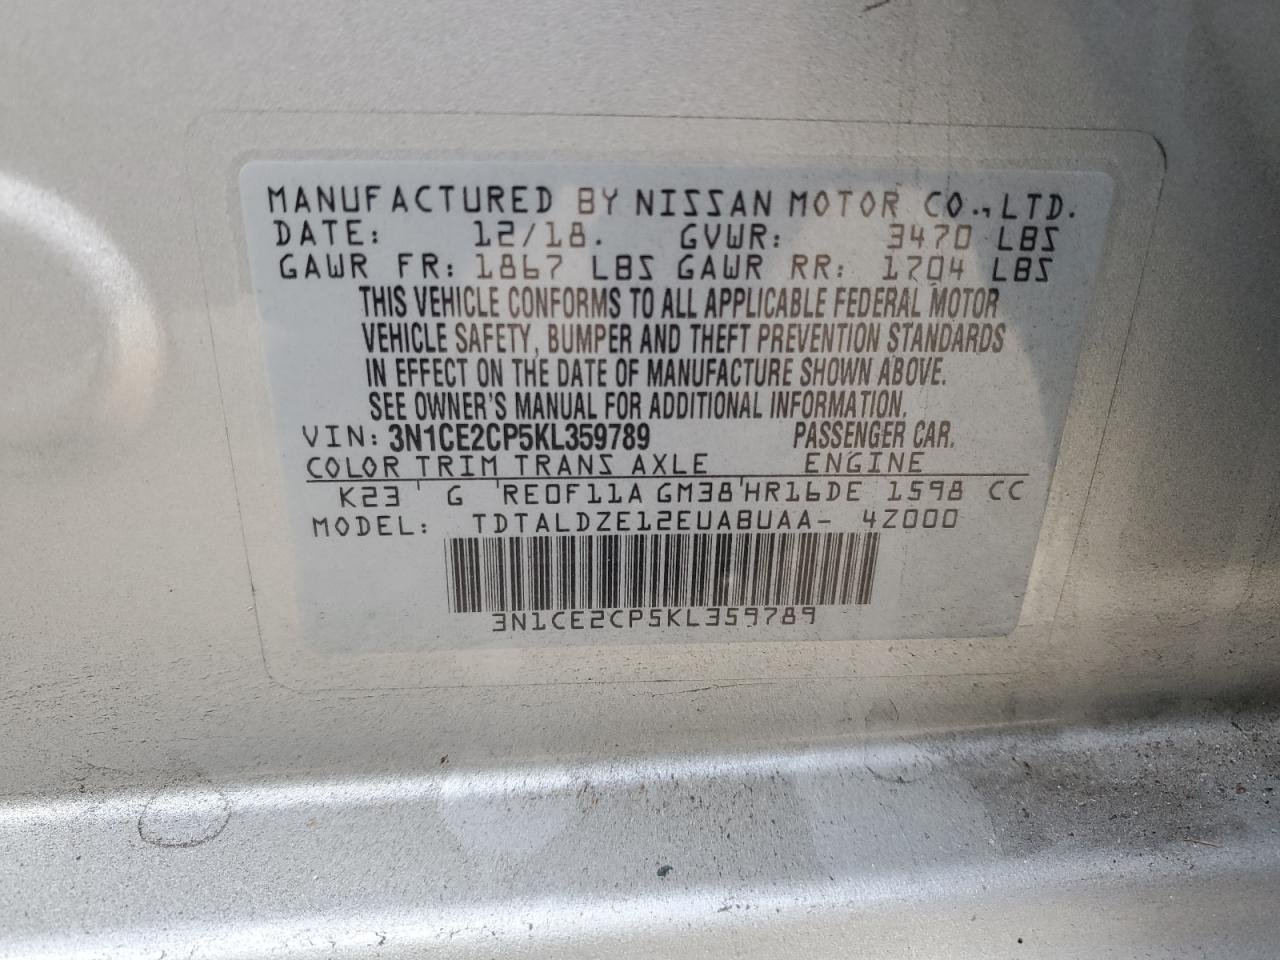 MANUFACTURED BY NISSAN MOTOR CO., LTD.
DATE: 12/18. GVWR: 3470 LBS
GAWR FR: 1867 LBS GAWR RR: 1704 LBS
THIS VEHICLE CONFORMS TO ALL APPLICABLE FEDERAL MOTOR
VEHICLE SAFETY, BUMPER AND THEFT PREVENTION STANDARDS
IN EFFECT ON THE DATE OF MANUFACTURE SHOWN ABOVE.
SEE OWNER'S MANUAL FOR ADDITIONAL INFORMATION.
VIN: 3N1CE2CP5KL359789 PASSENGER CAR.
COLOR TRIM TRANS AXLE ENGINE
K23 ' G 'RE0F11A GM38'HR16DE 1598 CC
MODEL: TDTALDZE12EUABUAA- 4Z000
3N1CE2CP5KL359789